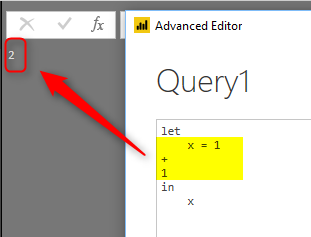 fx
Advanced Editor
2
Query1
let
x = 1
+
1
in
x